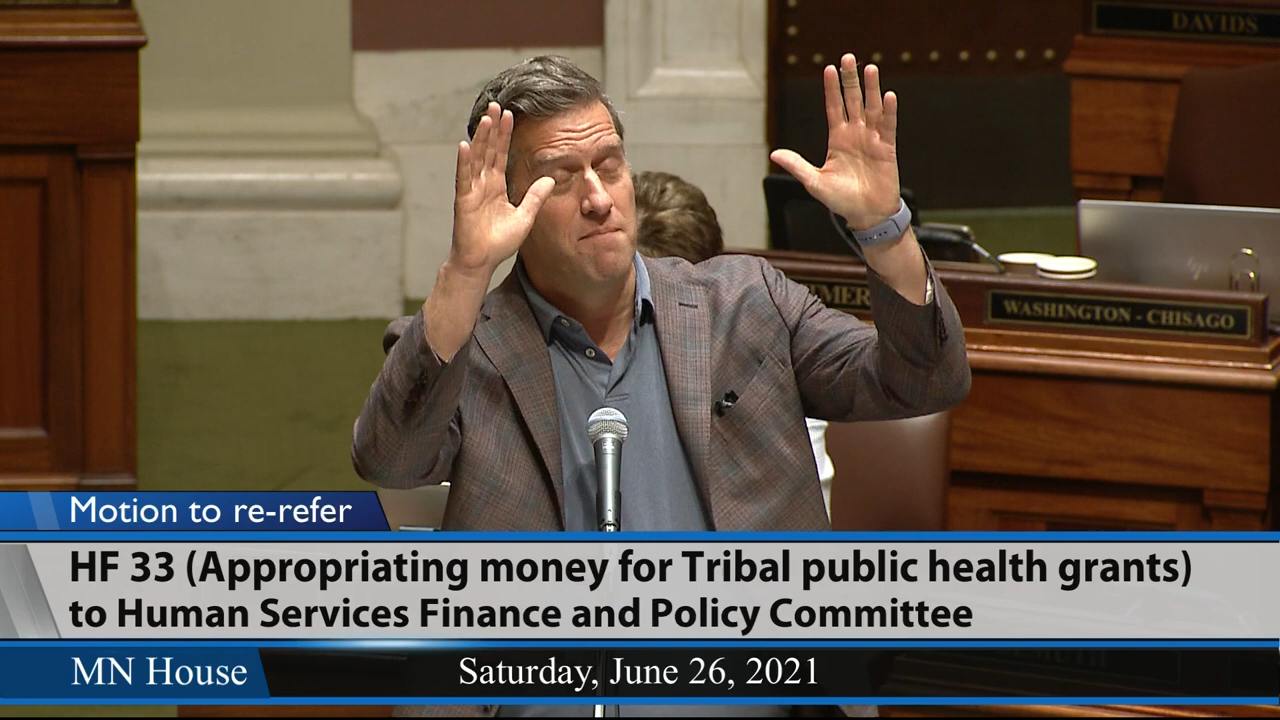 DAVIDS
WASHINGTON - CHISAGO
Motion to re-refer
HF 33 (Appropriating money for Tribal public health grants)
to Human Services Finance and Policy Committee
MN House
Saturday, June 26, 2021